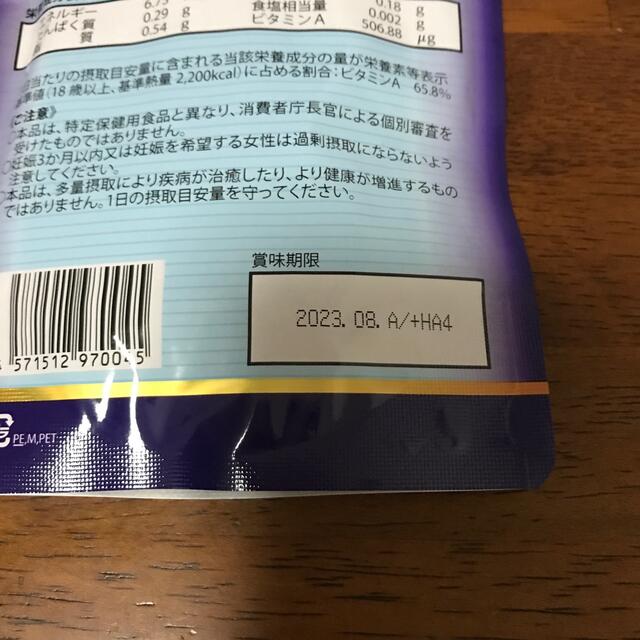 ネルギー 6.75 食塩相当量 0.18 g
んぱく質 0.29 g ビタミンA 0.002 g
質 0.54 g 506.88 μg
当たりの摂取目安量に含まれる当該栄養成分の量が栄養素等表示
基準値(18歳以上、基準熱量2,200kcal)に占める割合:ビタミンA 65.8%
ご注意》
本品は、特定保健用食品と異なり、消費者庁長官による個別審査を
受けたものではありません。
○妊娠3か月以内又は妊娠を希望する女性は過剰摂取にならないよう
注意してください。
○本品は、多量摂取により疾病が治癒したり、より健康が増進するもの
ではありません。1日の摂取目安量を守ってください。
賞味期限
2023. 08. A/+HA4
571512 970045
PE,M,PET